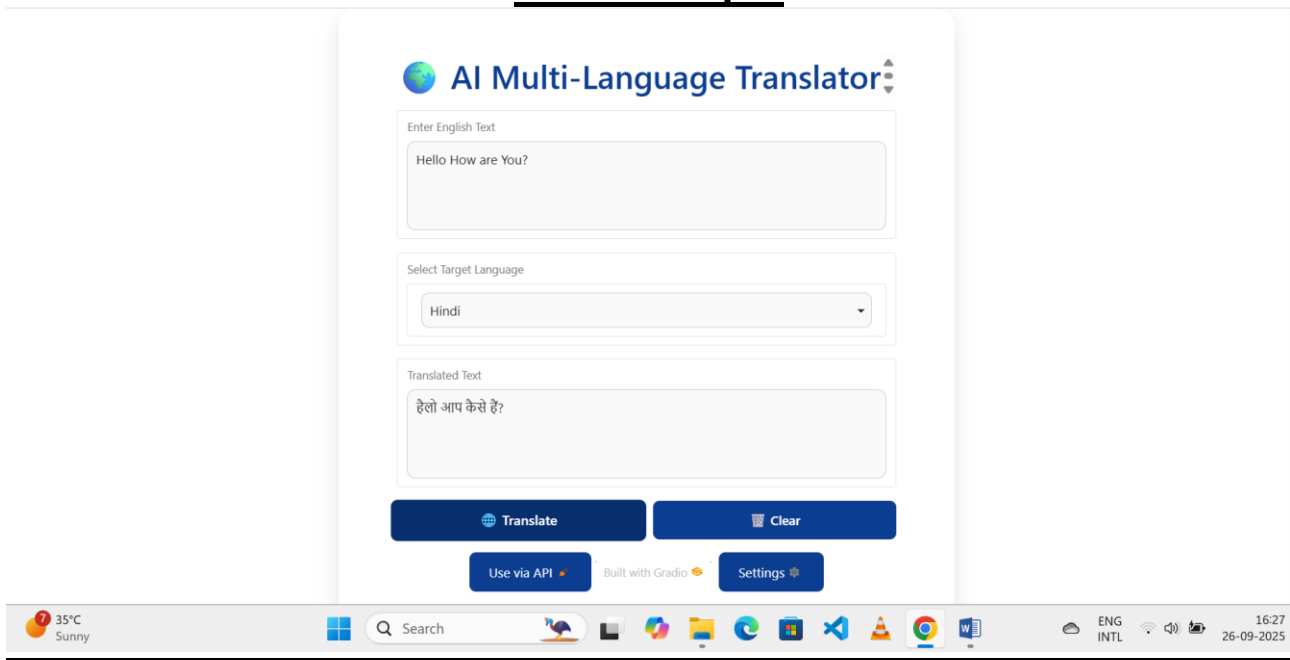 AI Multi-Language Translator
Enter English Text
Hello How are You?
Select Target Language
Hindi
Translated Text
हैलो आप कैसे हैं?
Translate
Clear
Use via API
Built with Gradio
Settings
7
35°C
Sunny
Search
ENG
INTL
16:27
26-09-2025